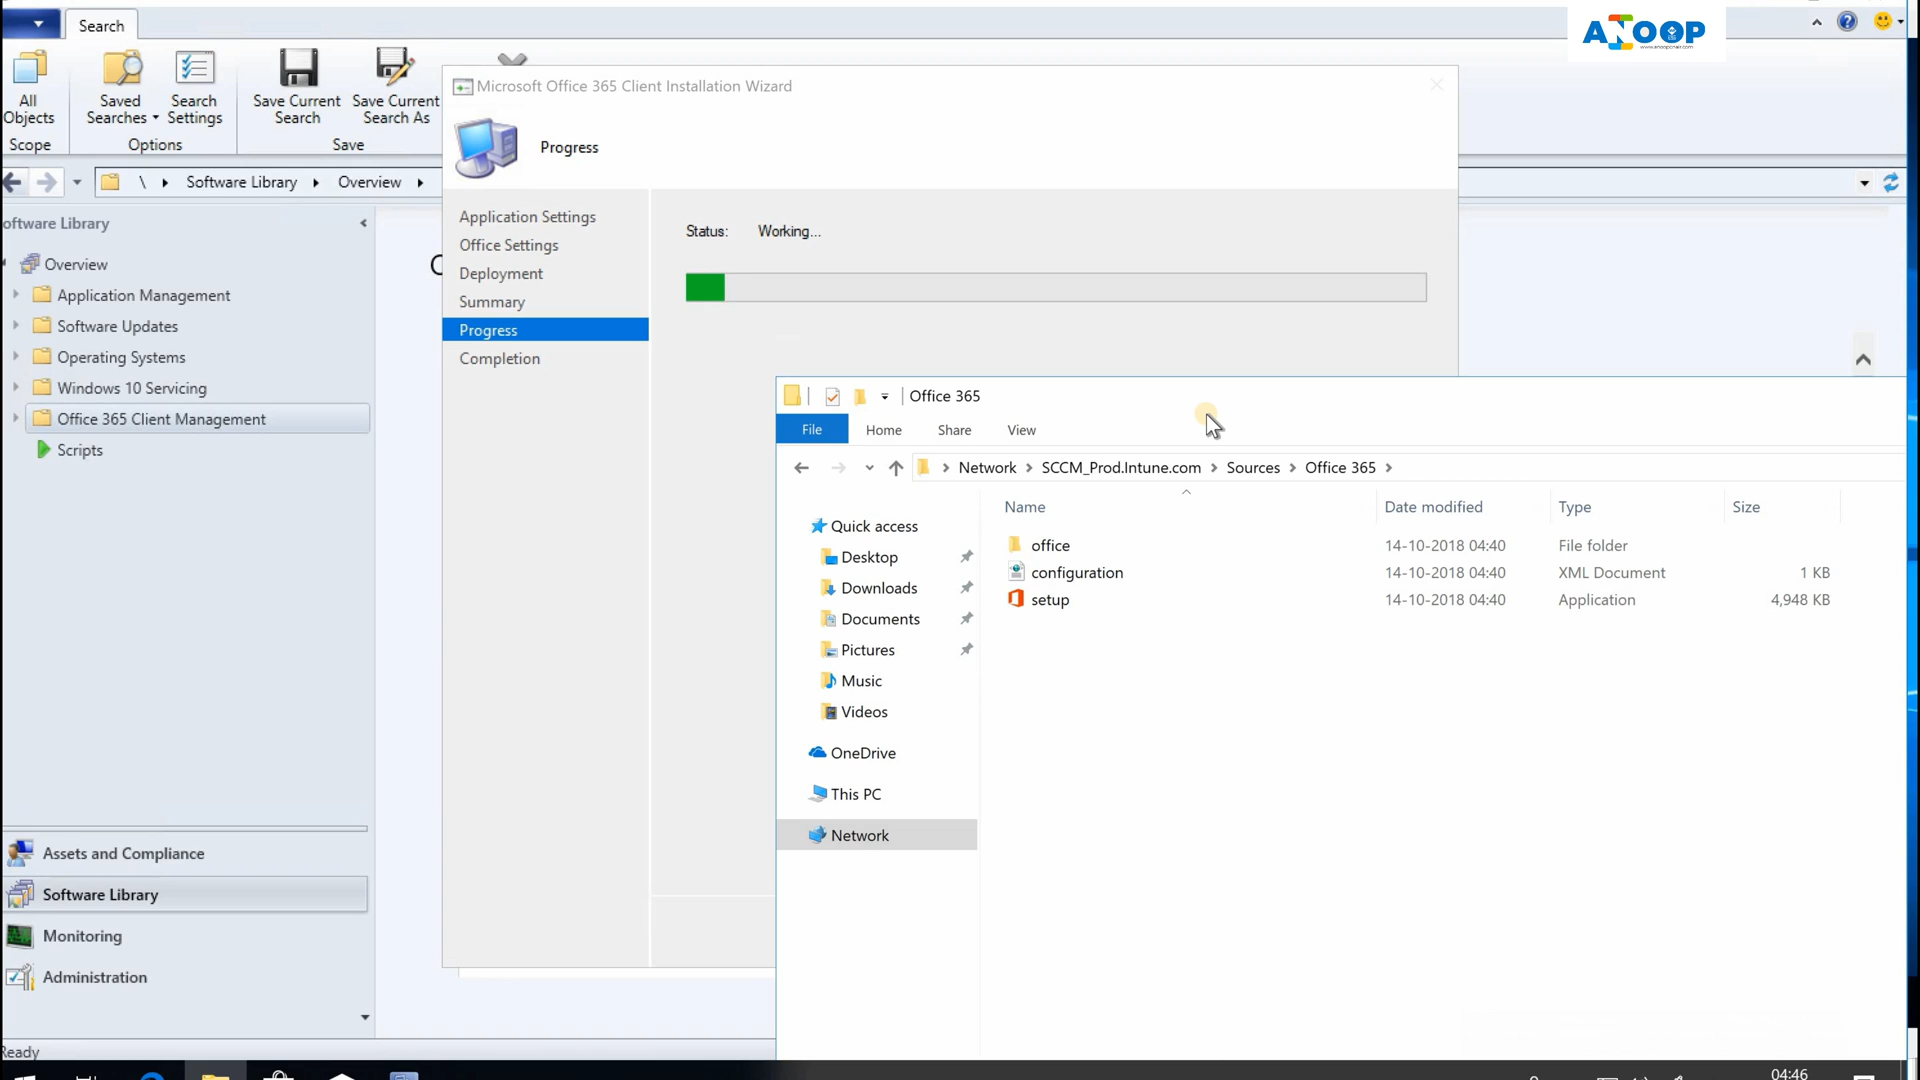 Search
ANOOP
www.anoopcnair.com
All
Objects
Saved
Searches
Search
Settings
Save Current
Search
Save Current
Search As
Scope
Options
Save
Microsoft Office 365 Client Installation Wizard
Progress
\ Software Library Overview
oftware Library
Overview
Application Management
Software Updates
Operating Systems
Windows 10 Servicing
Office 365 Client Management
Scripts
Assets and Compliance
Software Library
Monitoring
Administration
Ready
Application Settings
Office Settings
Deployment
Summary
Progress
Completion
Status: Working...
Office 365
File Home Share View
Network SCCM_Prod.Intune.com Sources Office 365
Quick access
Desktop
Downloads
Documents
Pictures
Music
Videos
OneDrive
This PC
Network
Name Date modified Type Size
office 14-10-2018 04:40 File folder
configuration 14-10-2018 04:40 XML Document 1 KB
setup 14-10-2018 04:40 Application 4,948 KB
04:46